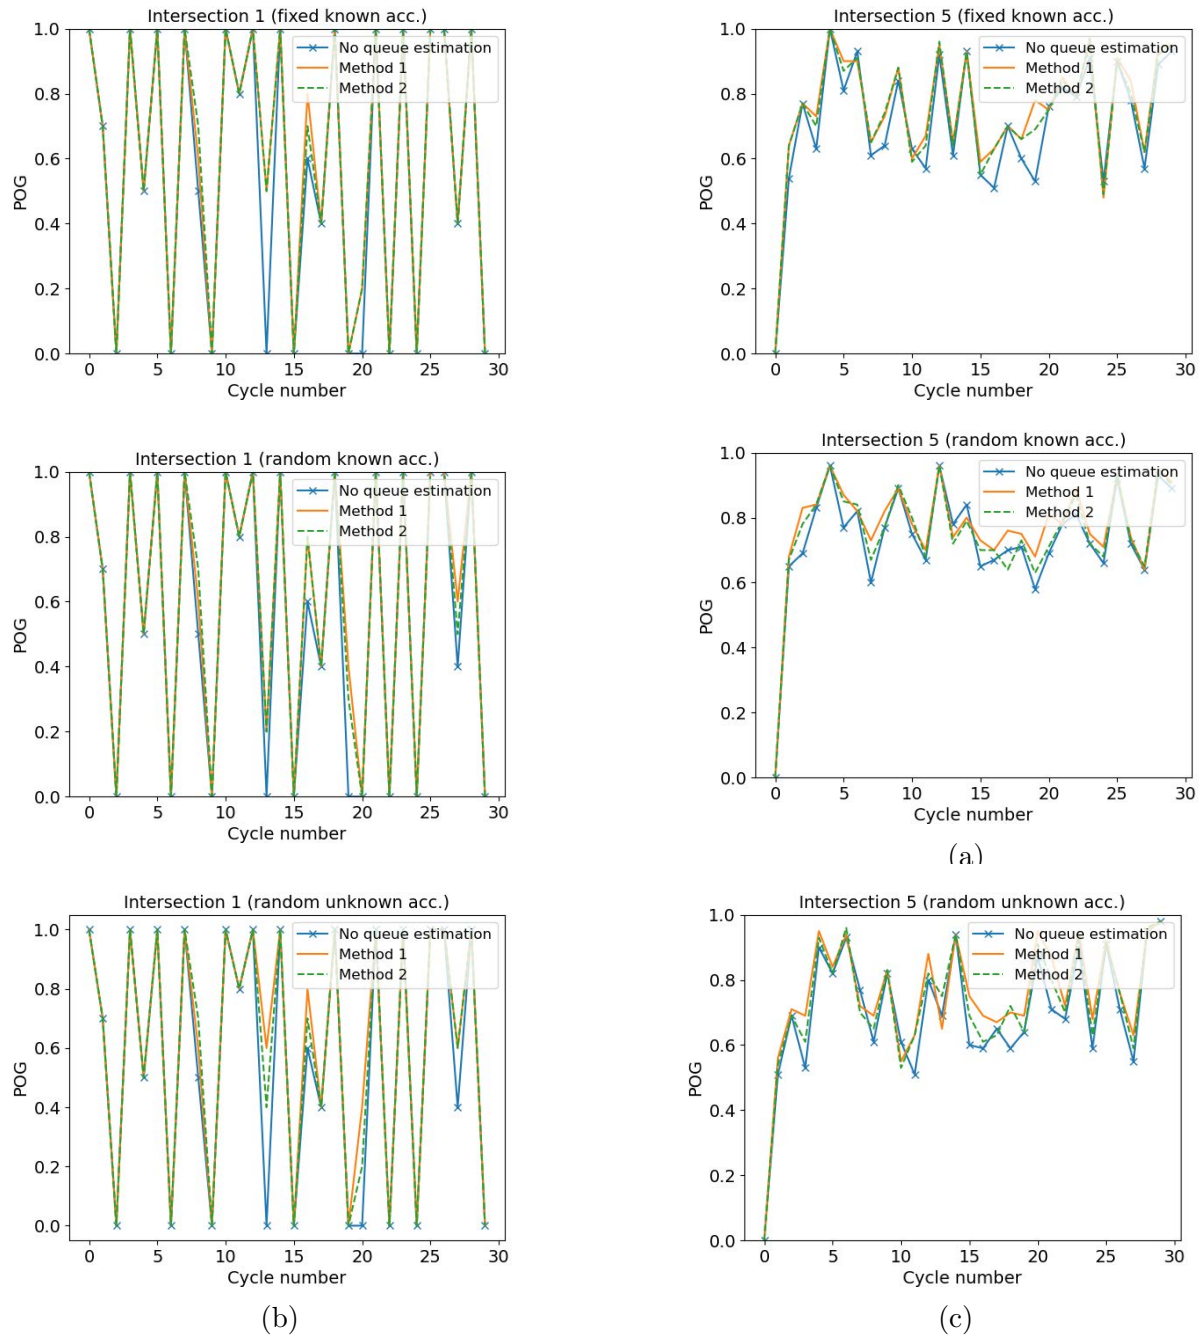 Intersection 1 (fixed known acc.)
1.0
0.8
0.6
0.4
0.2
0.0
POG
No queue estimation
Method 1
Method 2
0 5 10 15 20 25 30
Cycle number
Intersection 5 (fixed known acc.)
1.0
0.8
0.6
0.4
0.2
0.0
POG
No queue estimation
Method 1
Method 2
0 5 10 15 20 25 30
Cycle number
Intersection 1 (random known acc.)
1.0
0.8
0.6
0.4
0.2
0.0
POG
No queue estimation
Method 1
Method 2
0 5 10 15 20 25 30
Cycle number
Intersection 5 (random known acc.)
1.0
0.8
0.6
0.4
0.2
0.0
POG
No queue estimation
Method 1
Method 2
0 5 10 15 20 25 30
Cycle number
(a)
Intersection 1 (random unknown acc.)
1.0
0.8
0.6
0.4
0.2
0.0
POG
No queue estimation
Method 1
Method 2
0 5 10 15 20 25 30
Cycle number
(b)
Intersection 5 (random unknown acc.)
1.0
0.8
0.6
0.4
0.2
0.0
POG
No queue estimation
Method 1
Method 2
0 5 10 15 20 25 30
Cycle number
(c)